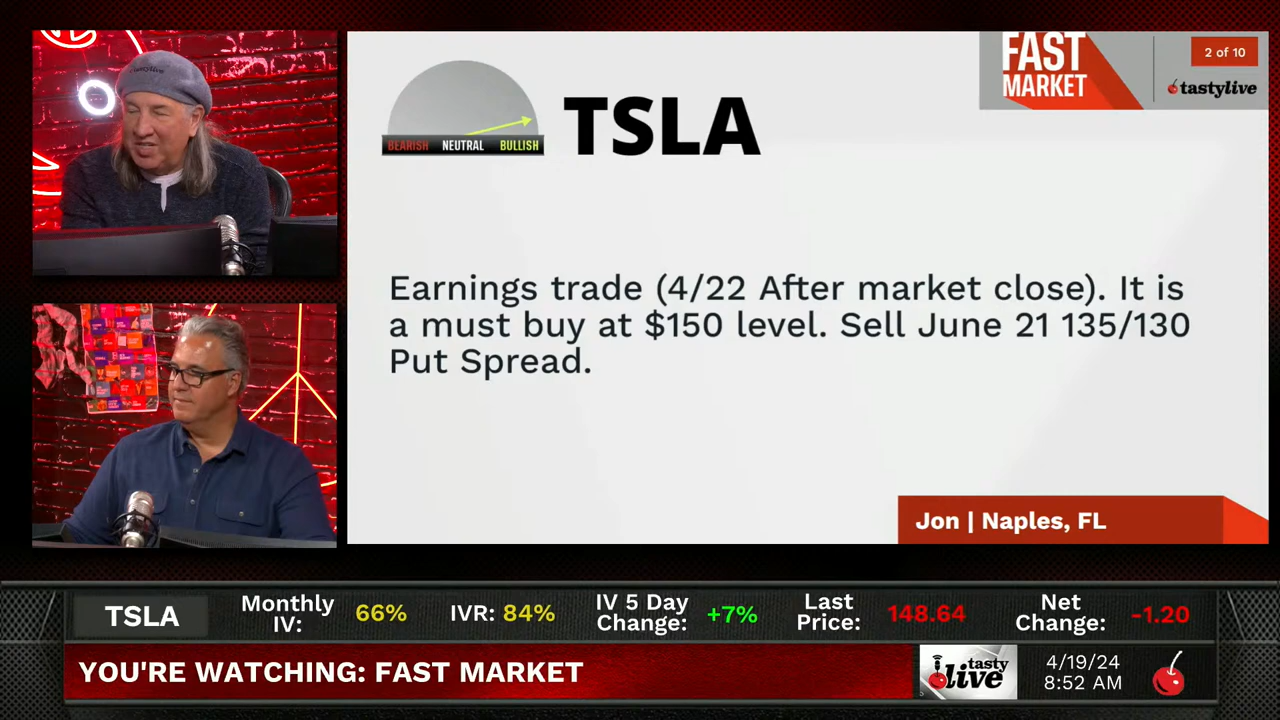 FAST
MARKET
2 of 10
tastylive
BEARISH NEUTRAL BULLISH
TSLA
Earnings trade (4/22 After market close). It is
a must buy at $150 level. Sell June 21 135/130
Put Spread.
Jon | Naples, FL
TSLA
Monthly
IV:
66%
IVR: 84%
IV 5 Day
Change:
+7%
Last
Price:
148.64
Net
Change:
-1.20
YOU'RE WATCHING: FAST MARKET
tasty
live
4/19/24
8:52 AM